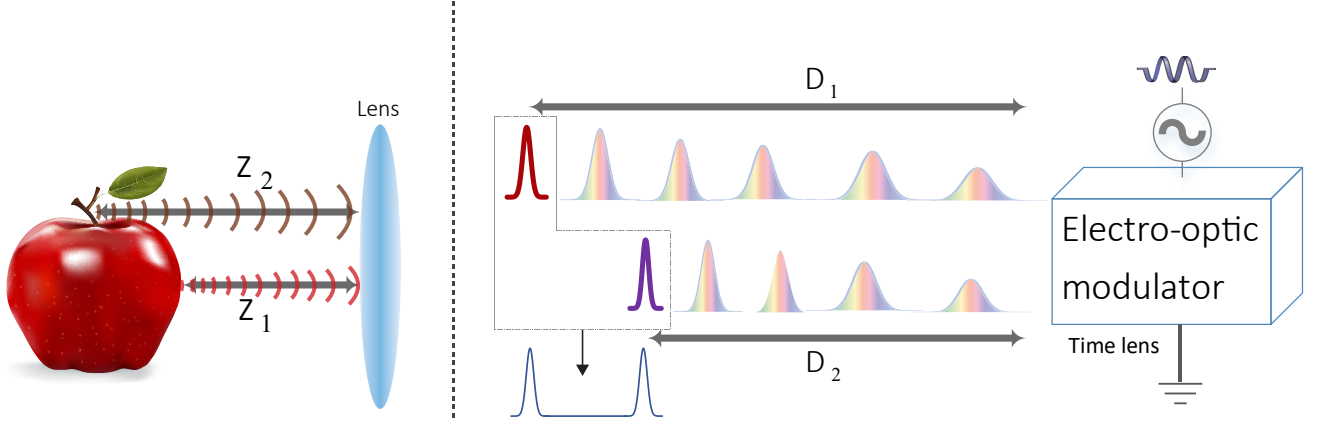 Lens
Z 2
Z 1
D 1
D 2
Electro-optic
modulator
Time lens